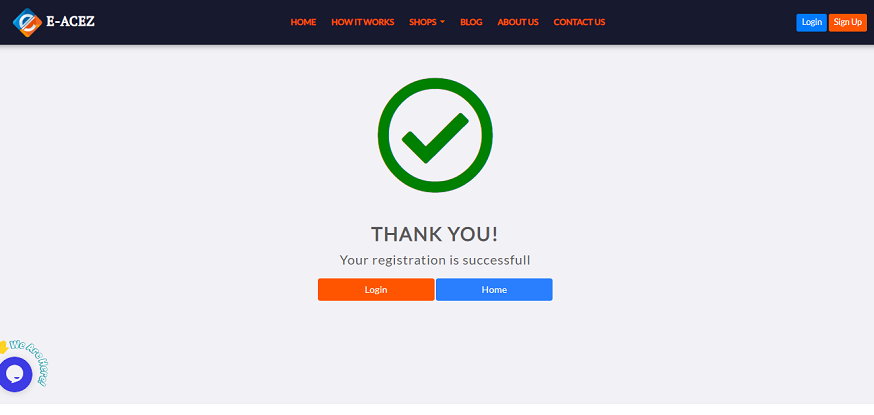 E-ACEZ
HOME HOW IT WORKS SHOPS BLOG ABOUT US CONTACT US
Login Sign Up
THANK YOU!
Your registration is successfull
Login Home
We Are Here!